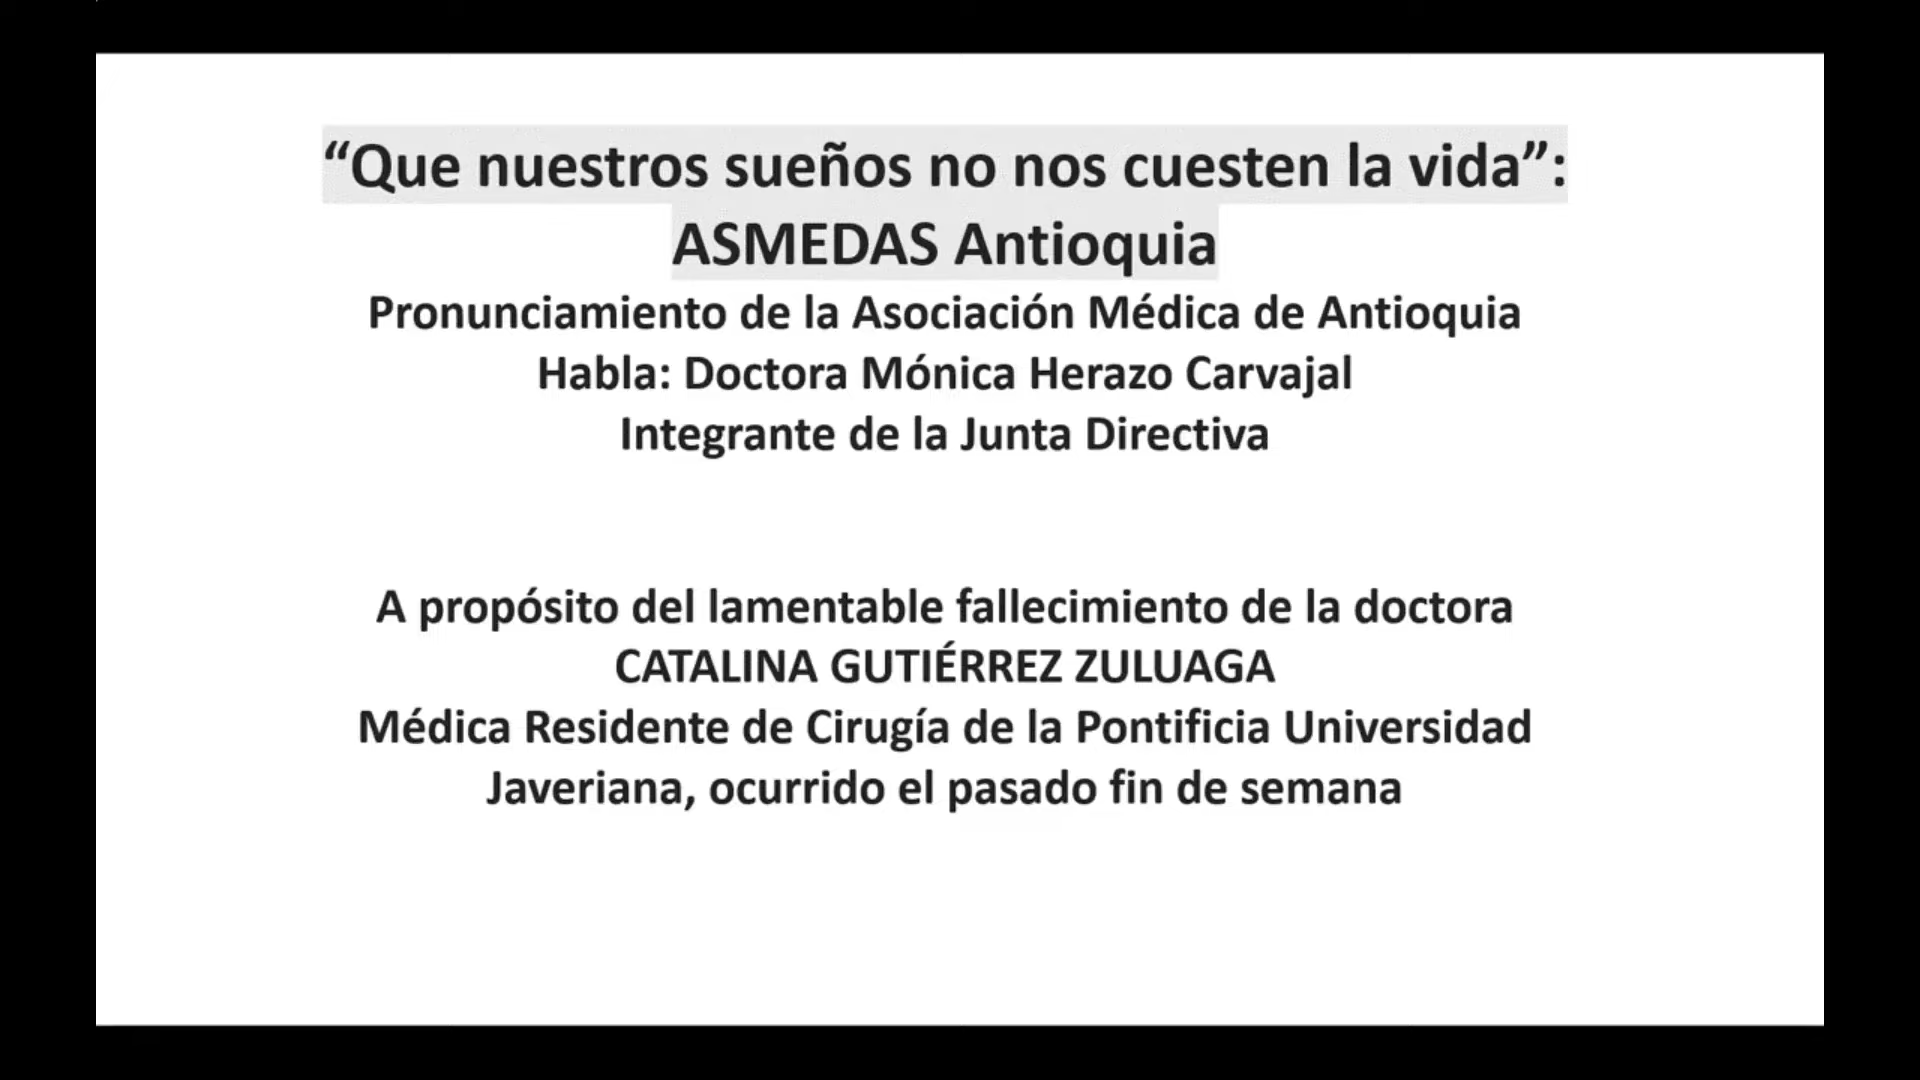 “Que nuestros sueños no nos cuesten la vida”:
ASMEDAS Antioquia
Pronunciamiento de la Asociación Médica de Antioquia
Habla: Doctora Mónica Herazo Carvajal
Integrante de la Junta Directiva
A propósito del lamentable fallecimiento de la doctora
CATALINA GUTIÉRREZ ZULUAGA
Médica Residente de Cirugía de la Pontificia Universidad
Javeriana, ocurrido el pasado fin de semana